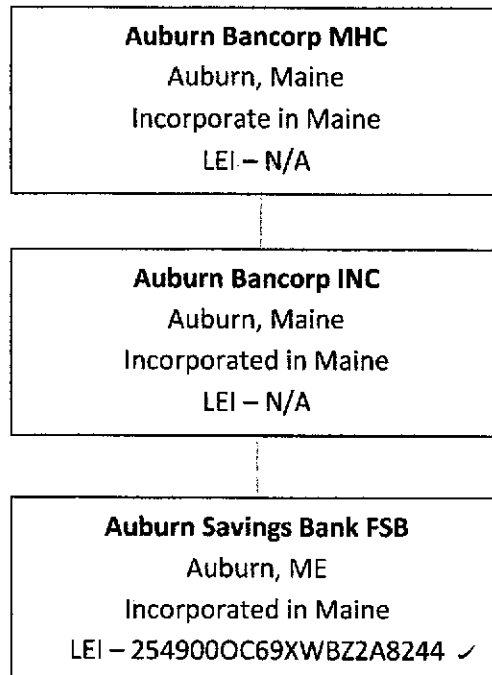 Auburn Bancorp MHC
Auburn, Maine
Incorporate in Maine
LEI – N/A
Auburn Bancorp INC
Auburn, Maine
Incorporated in Maine
LEI – N/A
Auburn Savings Bank FSB
Auburn, ME
Incorporated in Maine
LEI – 254900OC69XWBZ2A8244 ✓